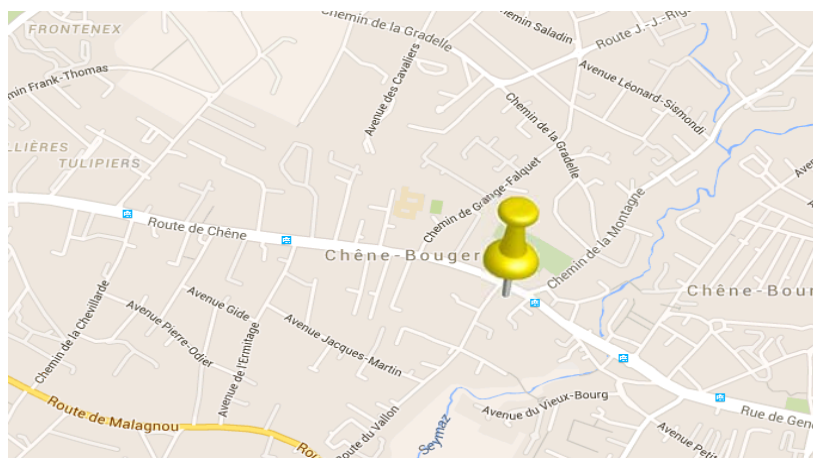 FRONTENEX
Chemin de la Gradelle
Chemin Saladin
Route J.-J.-Rig
min Frank-Thomas
Avenue des Cavaliers
Avenue Léonard-Sismondi
Chemin de la Gradelle
LLIÈRES
TULIPIERS
Chemin de Grange-Falquet
Route de Chêne
Chemin de la Montagne
Chêne-Bouger
Chêne-Bour
Chemin de la Chevillarde
Avenue Gide
Avenue Pierre-Odier
Avenue de l'Ermitage
Avenue Jacques-Martin
Route de Malagnou
Route du Vallon
Seymaz
Avenue du Vieux-Bourg
Rue de Gen
Avenue Petit